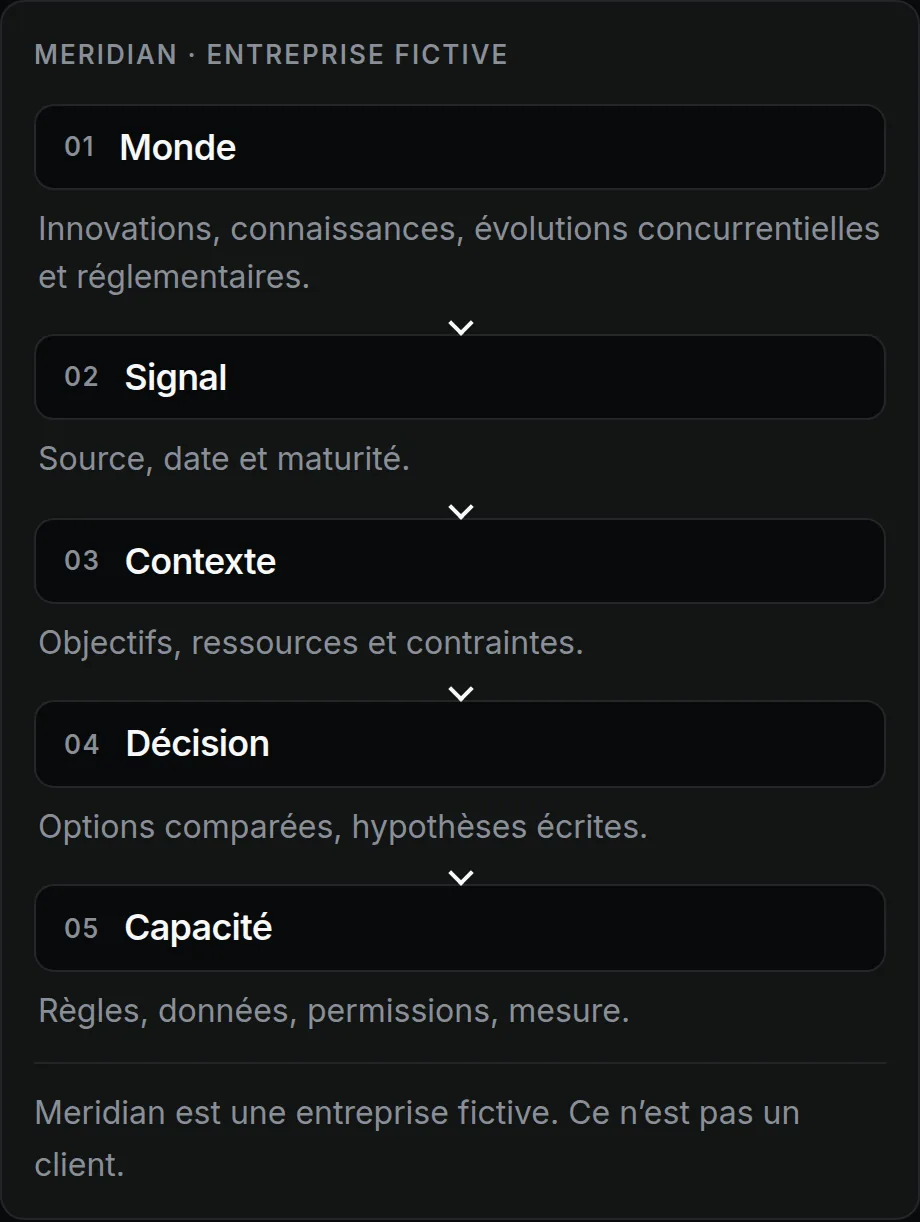 MERIDIAN · ENTREPRISE FICTIVE
01 Monde
Innovations, connaissances, évolutions concurrentielles
et réglementaires.
02 Signal
Source, date et maturité.
03 Contexte
Objectifs, ressources et contraintes.
04 Décision
Options comparées, hypothèses écrites.
05 Capacité
Règles, données, permissions, mesure.
Meridian est une entreprise fictive. Ce n’est pas un
client.